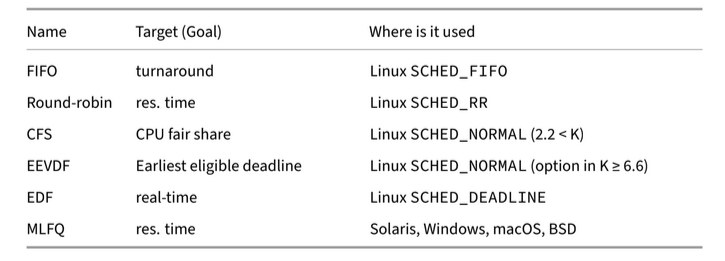 Name Target (Goal) Where is it used
FIFO turnaround Linux SCHED_FIFO
Round-robin res. time Linux SCHED_RR
CFS CPU fair share Linux SCHED_NORMAL (2.2 < K)
EEVDF Earliest eligible deadline Linux SCHED_NORMAL (option in K ≥ 6.6)
EDF real-time Linux SCHED_DEADLINE
MLFQ res. time Solaris, Windows, macOS, BSD